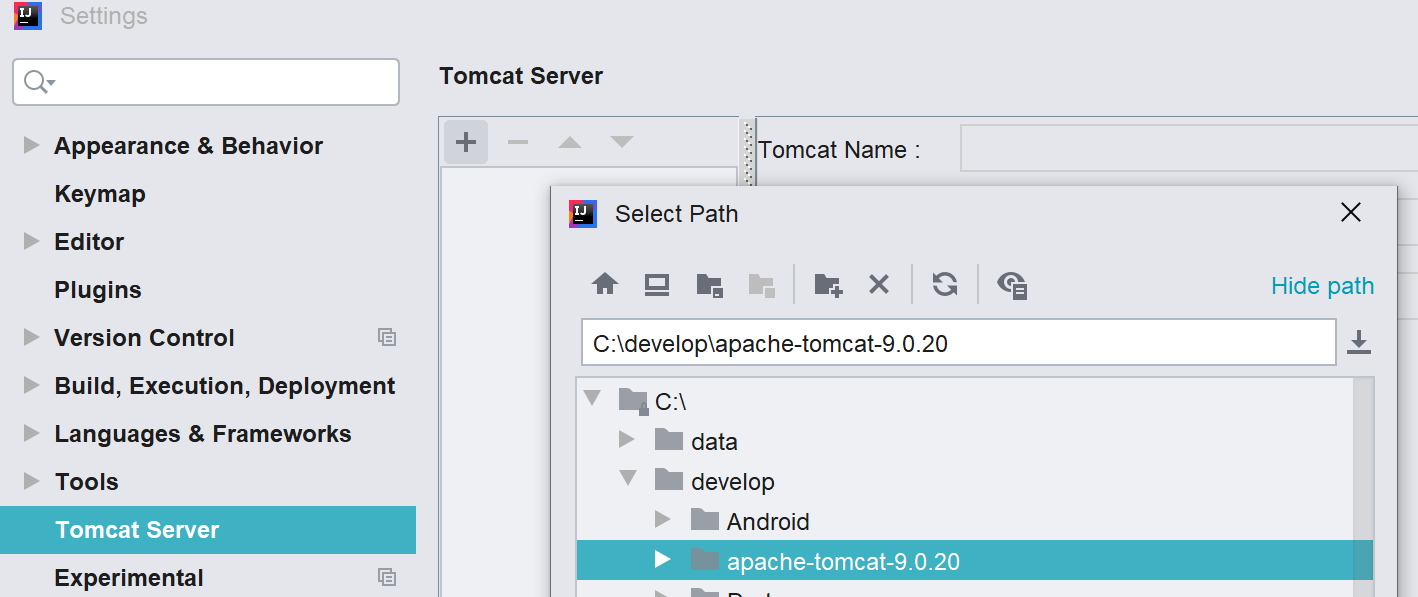 Settings
Tomcat Server
Appearance & Behavior
Keymap
Editor
Plugins
Version Control
Build, Execution, Deployment
Languages & Frameworks
Tools
Tomcat Server
Experimental
Tomcat Name :
Select Path
Hide path
C:\develop\apache-tomcat-9.0.20
C:\
data
develop
Android
apache-tomcat-9.0.20